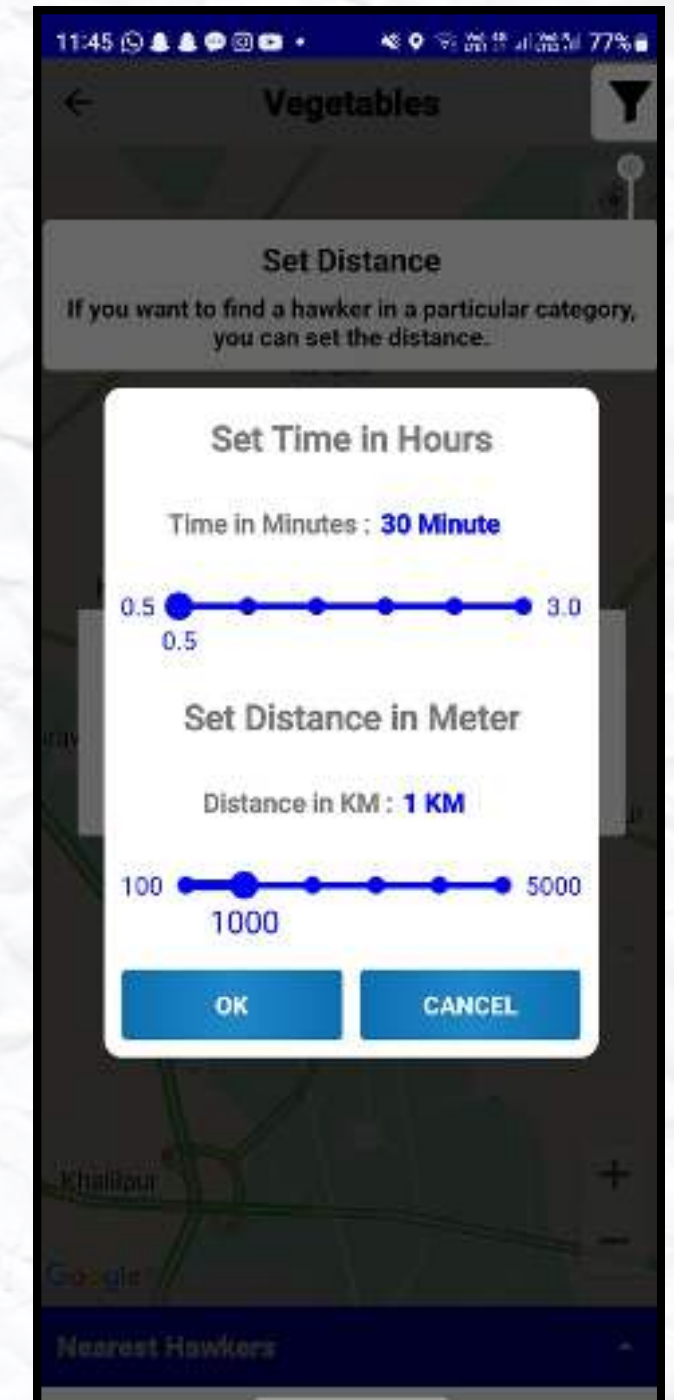 11:45
77%
Vegetables
Set Distance
If you want to find a hawker in a particular category,
you can set the distance.
Set Time in Hours
Time in Minutes : 30 Minute
0.5 3.0
0.5
Set Distance in Meter
Distance in KM : 1 KM
100 5000
1000
OK CANCEL
Khalilpur
Google
Nearest Hawkers